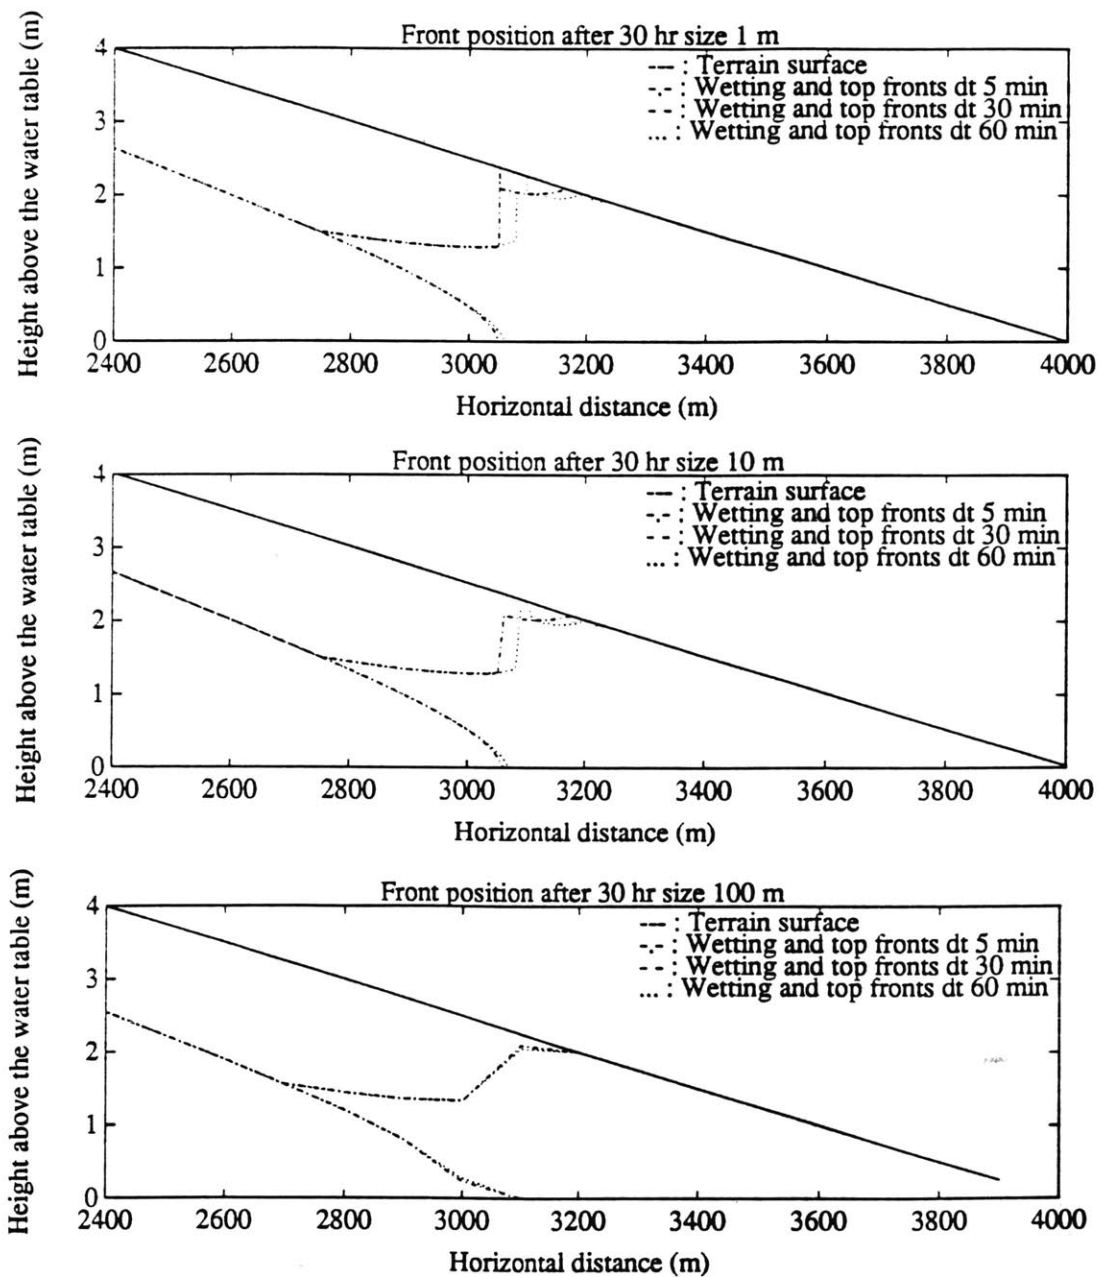 Front position after 30 hr size 1 m
--- : Terrain surface
-.- : Wetting and top fronts dt 5 min
- - : Wetting and top fronts dt 30 min
... : Wetting and top fronts dt 60 min
Height above the water table (m)
4
3
2
1
0
2400 2600 2800 3000 3200 3400 3600 3800 4000
Horizontal distance (m)
Front position after 30 hr size 10 m
--- : Terrain surface
-.- : Wetting and top fronts dt 5 min
- - : Wetting and top fronts dt 30 min
... : Wetting and top fronts dt 60 min
Height above the water table (m)
4
3
2
1
0
2400 2600 2800 3000 3200 3400 3600 3800 4000
Horizontal distance (m)
Front position after 30 hr size 100 m
--- : Terrain surface
-.- : Wetting and top fronts dt 5 min
- - : Wetting and top fronts dt 30 min
... : Wetting and top fronts dt 60 min
Height above the water table (m)
4
3
2
1
0
2400 2600 2800 3000 3200 3400 3600 3800 4000
Horizontal distance (m)